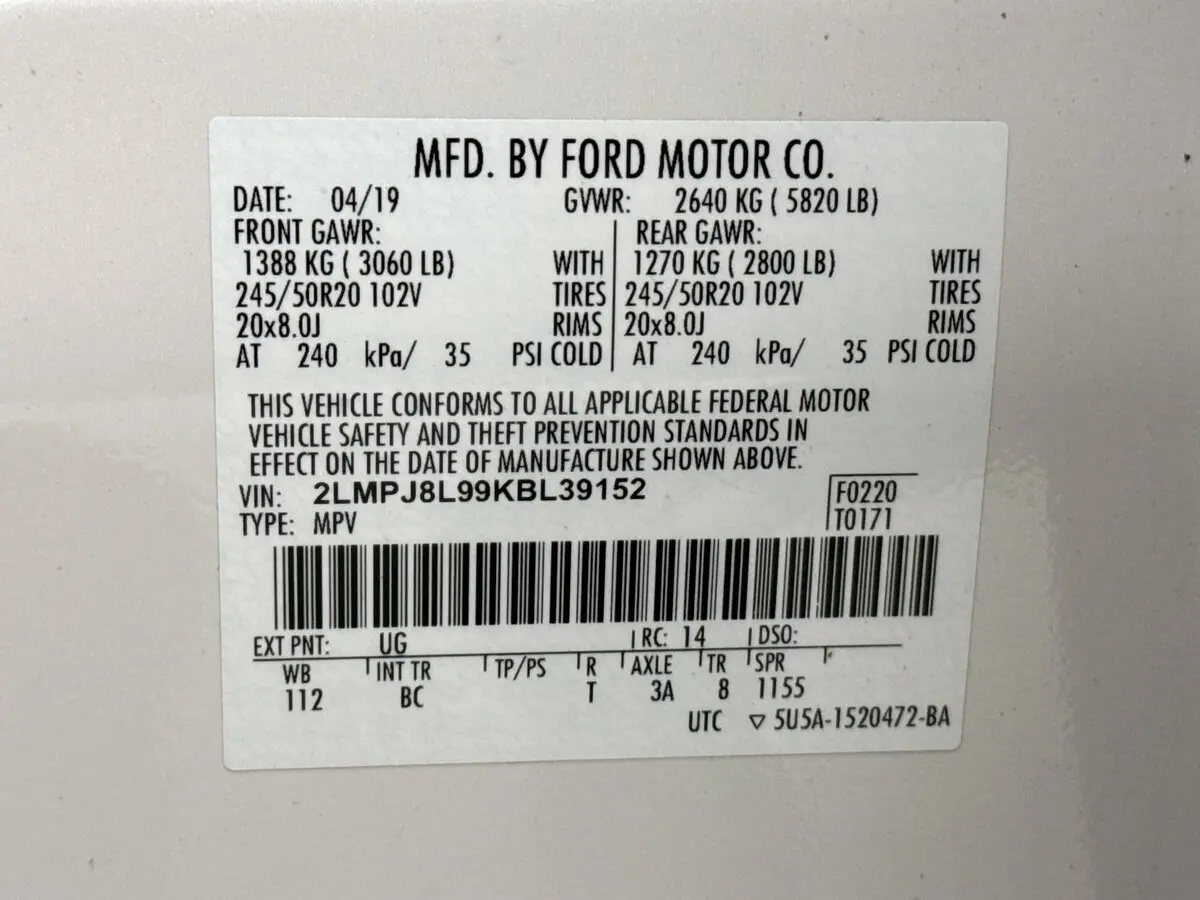 MFD. BY FORD MOTOR CO.
DATE: 04/19 GVWR: 2640 KG ( 5820 LB)
FRONT GAWR: REAR GAWR:
1388 KG ( 3060 LB) WITH 1270 KG ( 2800 LB) WITH
245/50R20 102V TIRES 245/50R20 102V TIRES
20x8.0J RIMS 20x8.0J RIMS
AT 240 kPa/ 35 PSI COLD AT 240 kPa/ 35 PSI COLD
THIS VEHICLE CONFORMS TO ALL APPLICABLE FEDERAL MOTOR
VEHICLE SAFETY AND THEFT PREVENTION STANDARDS IN
EFFECT ON THE DATE OF MANUFACTURE SHOWN ABOVE.
VIN: 2LMPJ8L99KBL39152 F0220
TYPE: MPV T0171
EXT PNT: UG RC: 14 DSO:
WB INT TR TP/PS R AXLE TR SPR
112 BC T 3A 8 1155
UTC ▽ 5U5A-1520472-BA